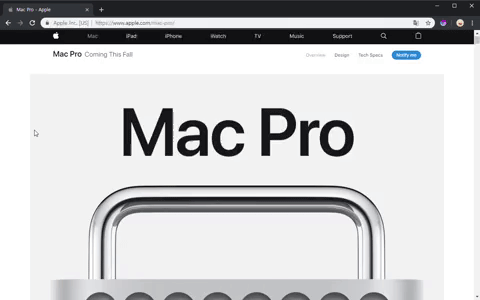 Mac Pro - Apple
Apple Inc. [US] | https://www.apple.com/mac-pro/
Mac iPad iPhone Watch TV Music Support
Mac Pro Coming This Fall Overview Design Tech Specs Notify Me
Mac Pro